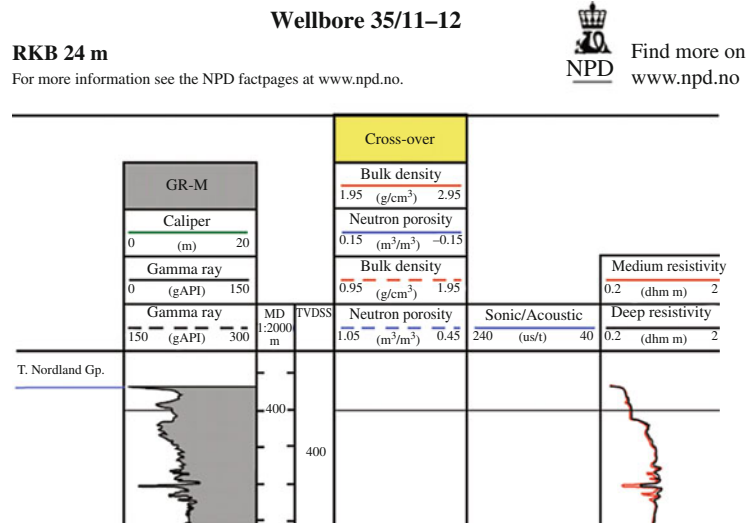 Wellbore 35/11–12
RKB 24 m
For more information see the NPD factpages at www.npd.no.
NPD
Find more on
www.npd.no
Cross-over
GR-M
Bulk density
1.95 (g/cm³) 2.95
Caliper
0 (m) 20
Neutron porosity
0.15 (m³/m³) –0.15
Gamma ray
0 (gAPI) 150
Bulk density
0.95 (g/cm³) 1.95
Medium resistivity
0.2 (dhm m) 2
Gamma ray
150 (gAPI) 300
MD
1:2000
m
TVDSS
Neutron porosity
1.05 (m³/m³) 0.45
Sonic/Acoustic
240 (us/t) 40
Deep resistivity
0.2 (dhm m) 2
T. Nordland Gp.
400
400